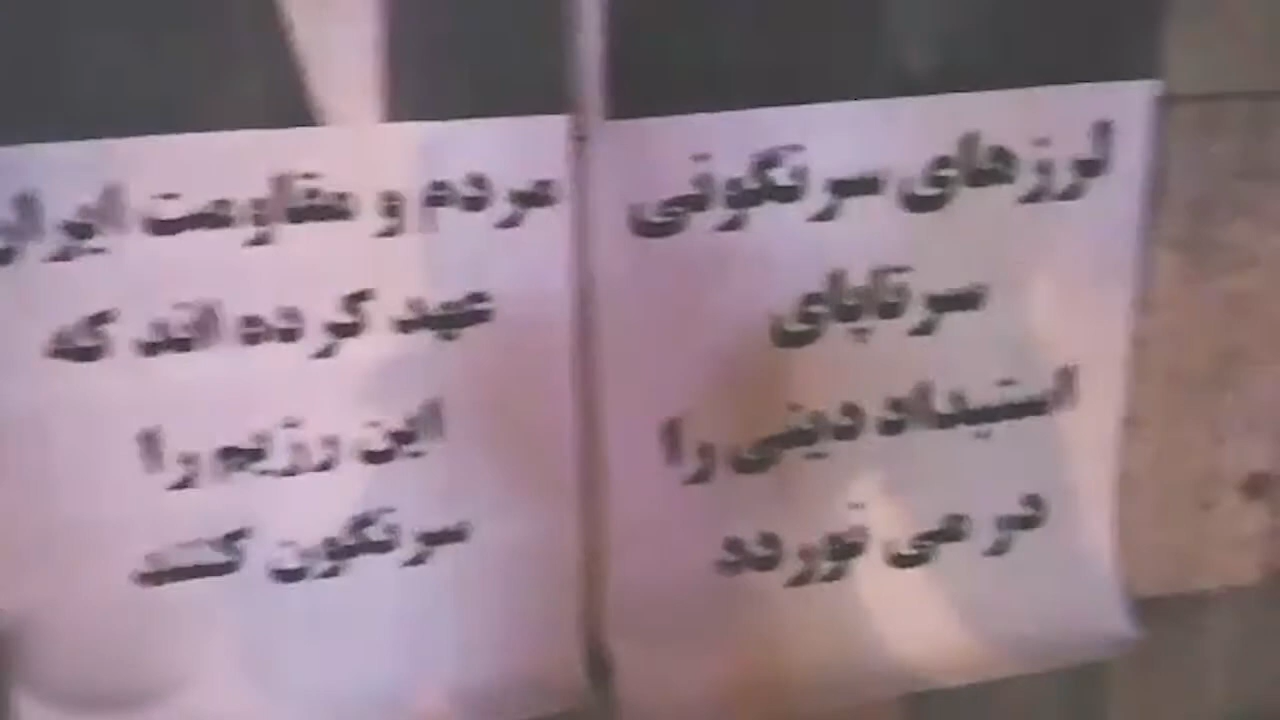 لرزهای سرنگونی
سرتاپای
استبداد دینی را
در می نوردد
مردم و مقاومت ایران
عهد کرده اند که
این رژیم را
سرنگون کنند